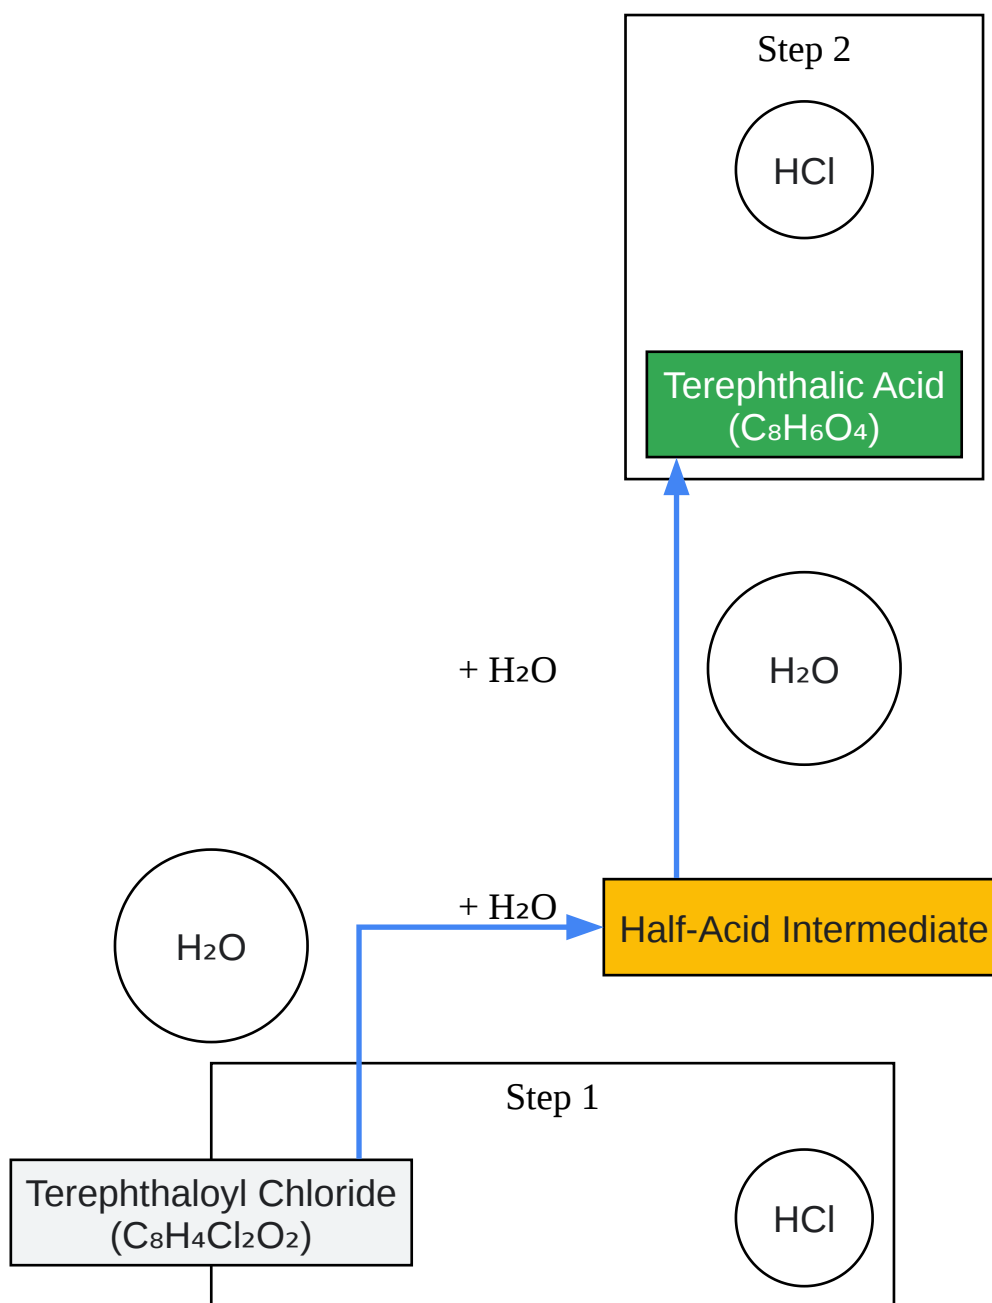 Step 2
HCl
Terephthalic Acid
(C₈H₆O₄)
+ H₂O
H₂O
H₂O
+ H₂O
Half-Acid Intermediate
Step 1
Terephthaloyl Chloride
(C₈H₄Cl₂O₂)
HCl